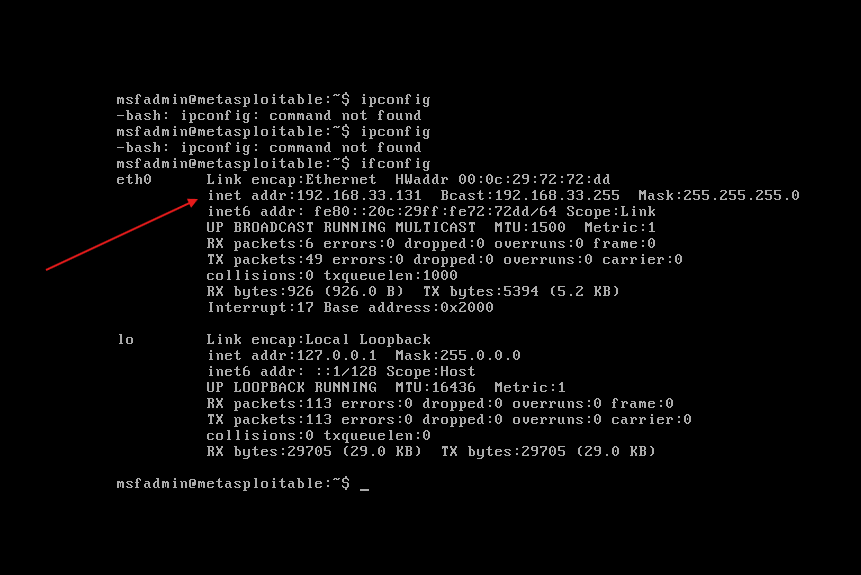 msfadmin@metasploitable:~$ ipconfig
-bash: ipconfig: command not found
msfadmin@metasploitable:~$ ipconfig
-bash: ipconfig: command not found
msfadmin@metasploitable:~$ ifconfig
eth0      Link encap:Ethernet  HWaddr 00:0c:29:72:72:dd
          inet addr:192.168.33.131  Bcast:192.168.33.255  Mask:255.255.255.0
          inet6 addr: fe80::20c:29ff:fe72:72dd/64 Scope:Link
          UP BROADCAST RUNNING MULTICAST  MTU:1500  Metric:1
          RX packets:6 errors:0 dropped:0 overruns:0 frame:0
          TX packets:49 errors:0 dropped:0 overruns:0 carrier:0
          collisions:0 txqueuelen:1000
          RX bytes:926 (926.0 B)  TX bytes:5394 (5.2 KB)
          Interrupt:17 Base address:0x2000
lo        Link encap:Local Loopback
          inet addr:127.0.0.1  Mask:255.0.0.0
          inet6 addr: ::1/128 Scope:Host
          UP LOOPBACK RUNNING  MTU:16436  Metric:1
          RX packets:113 errors:0 dropped:0 overruns:0 frame:0
          TX packets:113 errors:0 dropped:0 overruns:0 carrier:0
          collisions:0 txqueuelen:0
          RX bytes:29705 (29.0 KB)  TX bytes:29705 (29.0 KB)
msfadmin@metasploitable:~$ _